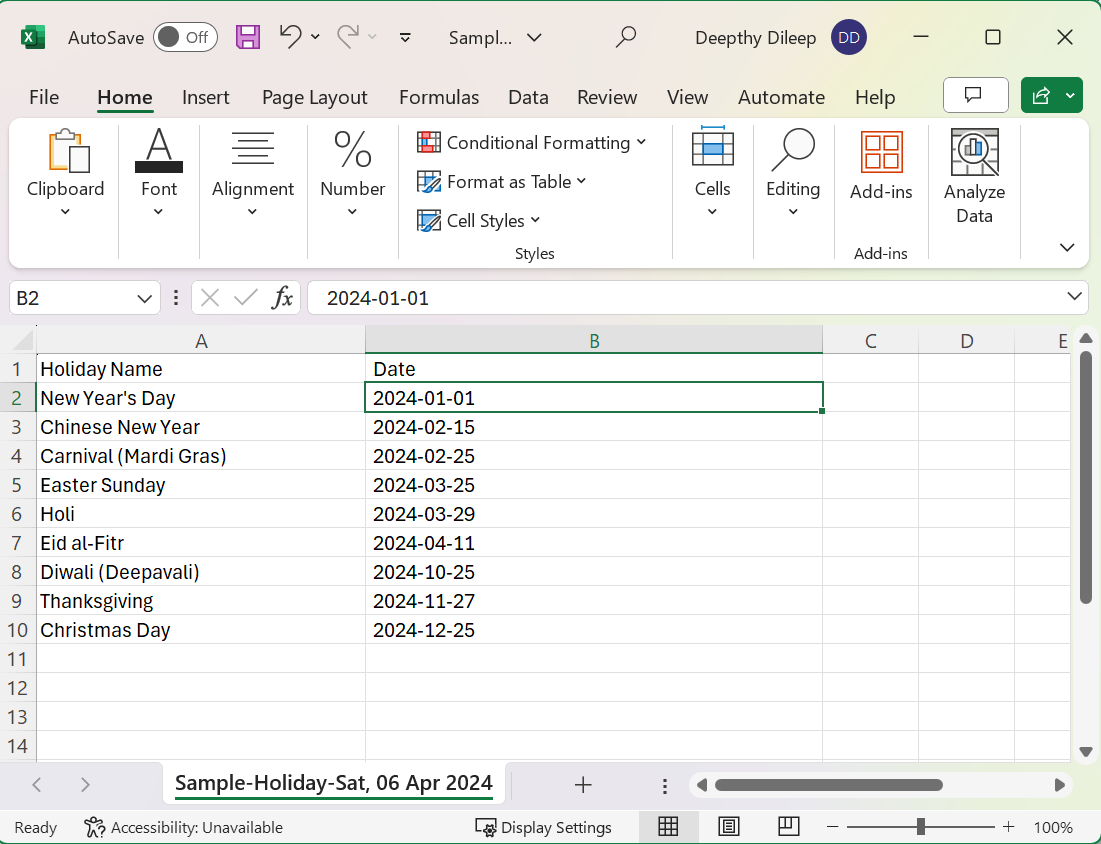 AutoSave Off Sampl... Deepthy Dileep DD
File Home Insert Page Layout Formulas Data Review View Automate Help
Clipboard Font Alignment Number Conditional Formatting Format as Table Cell Styles Styles Cells Editing Add-ins Add-ins Analyze Data
B2 fx 2024-01-01
A B C D E
1 Holiday Name Date
2 New Year's Day 2024-01-01
3 Chinese New Year 2024-02-15
4 Carnival (Mardi Gras) 2024-02-25
5 Easter Sunday 2024-03-25
6 Holi 2024-03-29
7 Eid al-Fitr 2024-04-11
8 Diwali (Deepavali) 2024-10-25
9 Thanksgiving 2024-11-27
10 Christmas Day 2024-12-25
11
12
13
14
Sample-Holiday-Sat, 06 Apr 2024
Ready Accessibility: Unavailable Display Settings 100%